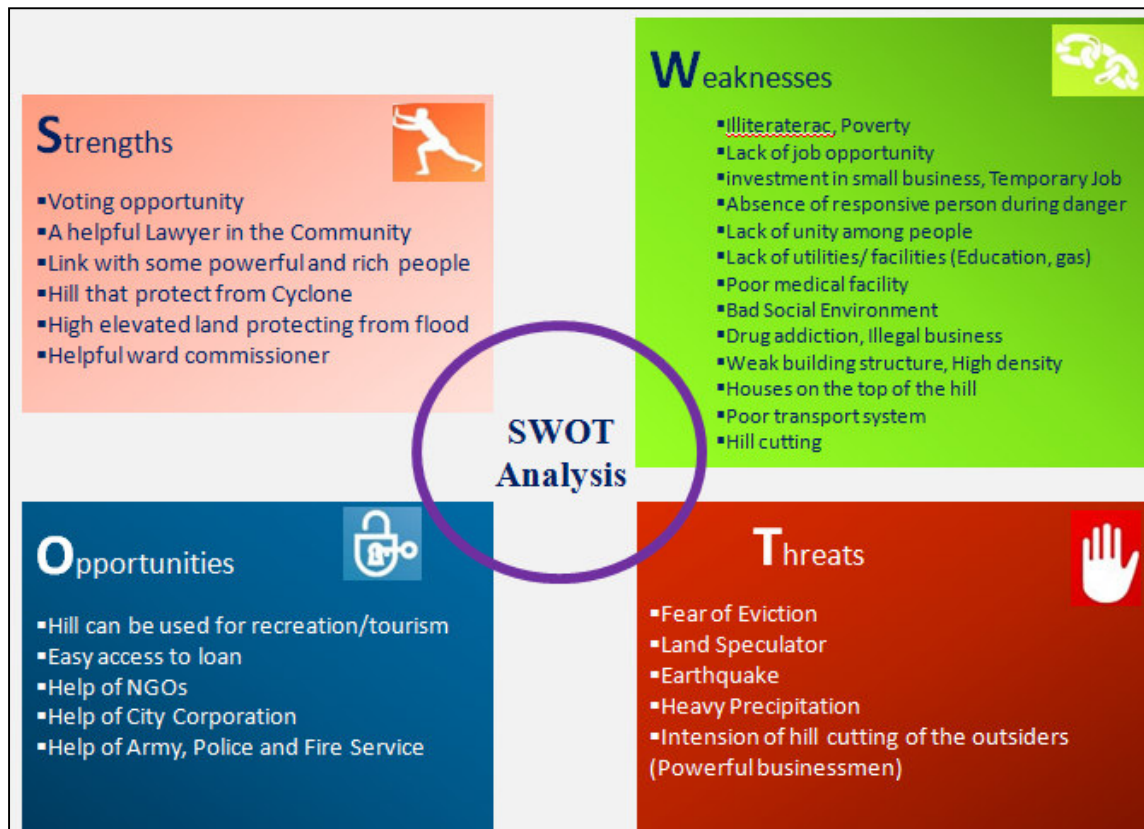 Strengths
▪Voting opportunity
▪A helpful Lawyer in the Community
▪Link with some powerful and rich people
▪Hill that protect from Cyclone
▪High elevated land protecting from flood
▪Helpful ward commissioner
Weaknesses
▪Illiteraterac, Poverty
▪Lack of job opportunity
▪investment in small business, Temporary Job
▪Absence of responsive person during danger
▪Lack of unity among people
▪Lack of utilities/ facilities (Education, gas)
▪Poor medical facility
▪Bad Social Environment
▪Drug addiction, Illegal business
▪Weak building structure, High density
▪Houses on the top of the hill
▪Poor transport system
▪Hill cutting
SWOT
Analysis
Opportunities
▪Hill can be used for recreation/tourism
▪Easy access to loan
▪Help of NGOs
▪Help of City Corporation
▪Help of Army, Police and Fire Service
Threats
▪Fear of Eviction
▪Land Speculator
▪Earthquake
▪Heavy Precipitation
▪Intension of hill cutting of the outsiders
(Powerful businessmen)